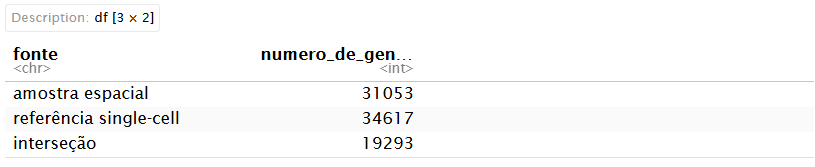 Description: df [3 × 2]
fonte numero_de_gen…
<chr> <int>
amostra espacial 31053
referência single-cell 34617
interseção 19293